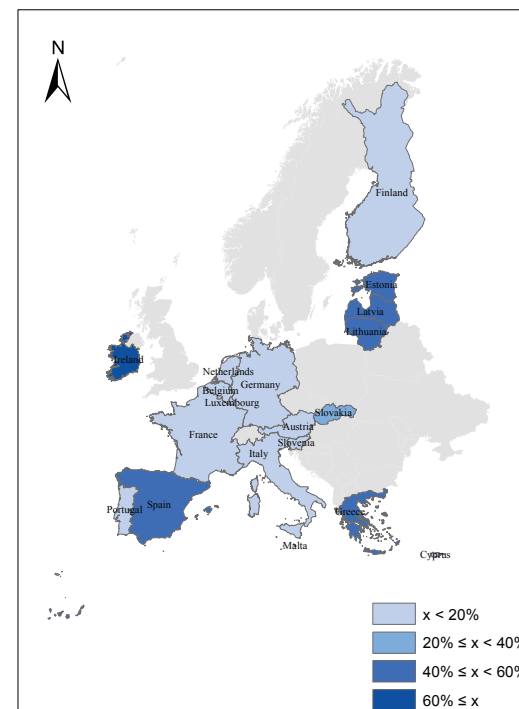 N
Finland
Estonia
Latvia
Lithuania
Ireland
Netherlands
Belgium
Germany
Luxembourg
Slovakia
Austria
France
Slovenia
Italy
Portugal
Spain
Greece
Malta
Cyprus
x < 20%
20% ≤ x < 40%
40% ≤ x < 60%
60% ≤ x